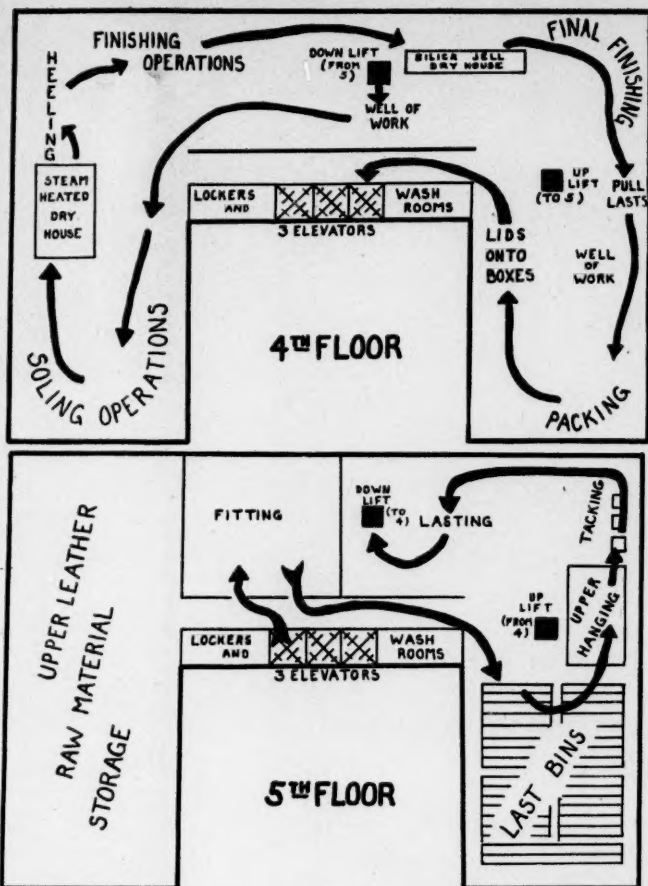 FINISHING
OPERATIONS
DOWN LIFT
(FROM
5)
SILICA JELL
DRY HOUSE
FINAL FINISHING
HEELING
WELL OF
WORK
STEAM
HEATED
DRY
HOUSE
LOCKERS
AND
WASH
ROOMS
3 ELEVATORS
UP
LIFT
(TO 5)
PULL
LASTS
LIDS
ONTO
BOXES
WELL
OF
WORK
4TH FLOOR
SOLING OPERATIONS
PACKING
UPPER LEATHER
RAW MATERIAL
STORAGE
FITTING
DOWN
LIFT
(TO
4)
LASTING
TACKING
UP
LIFT
(FROM
4)
UPPER
HANGING
LOCKERS
AND
WASH
ROOMS
3 ELEVATORS
5TH FLOOR
LAST BINS